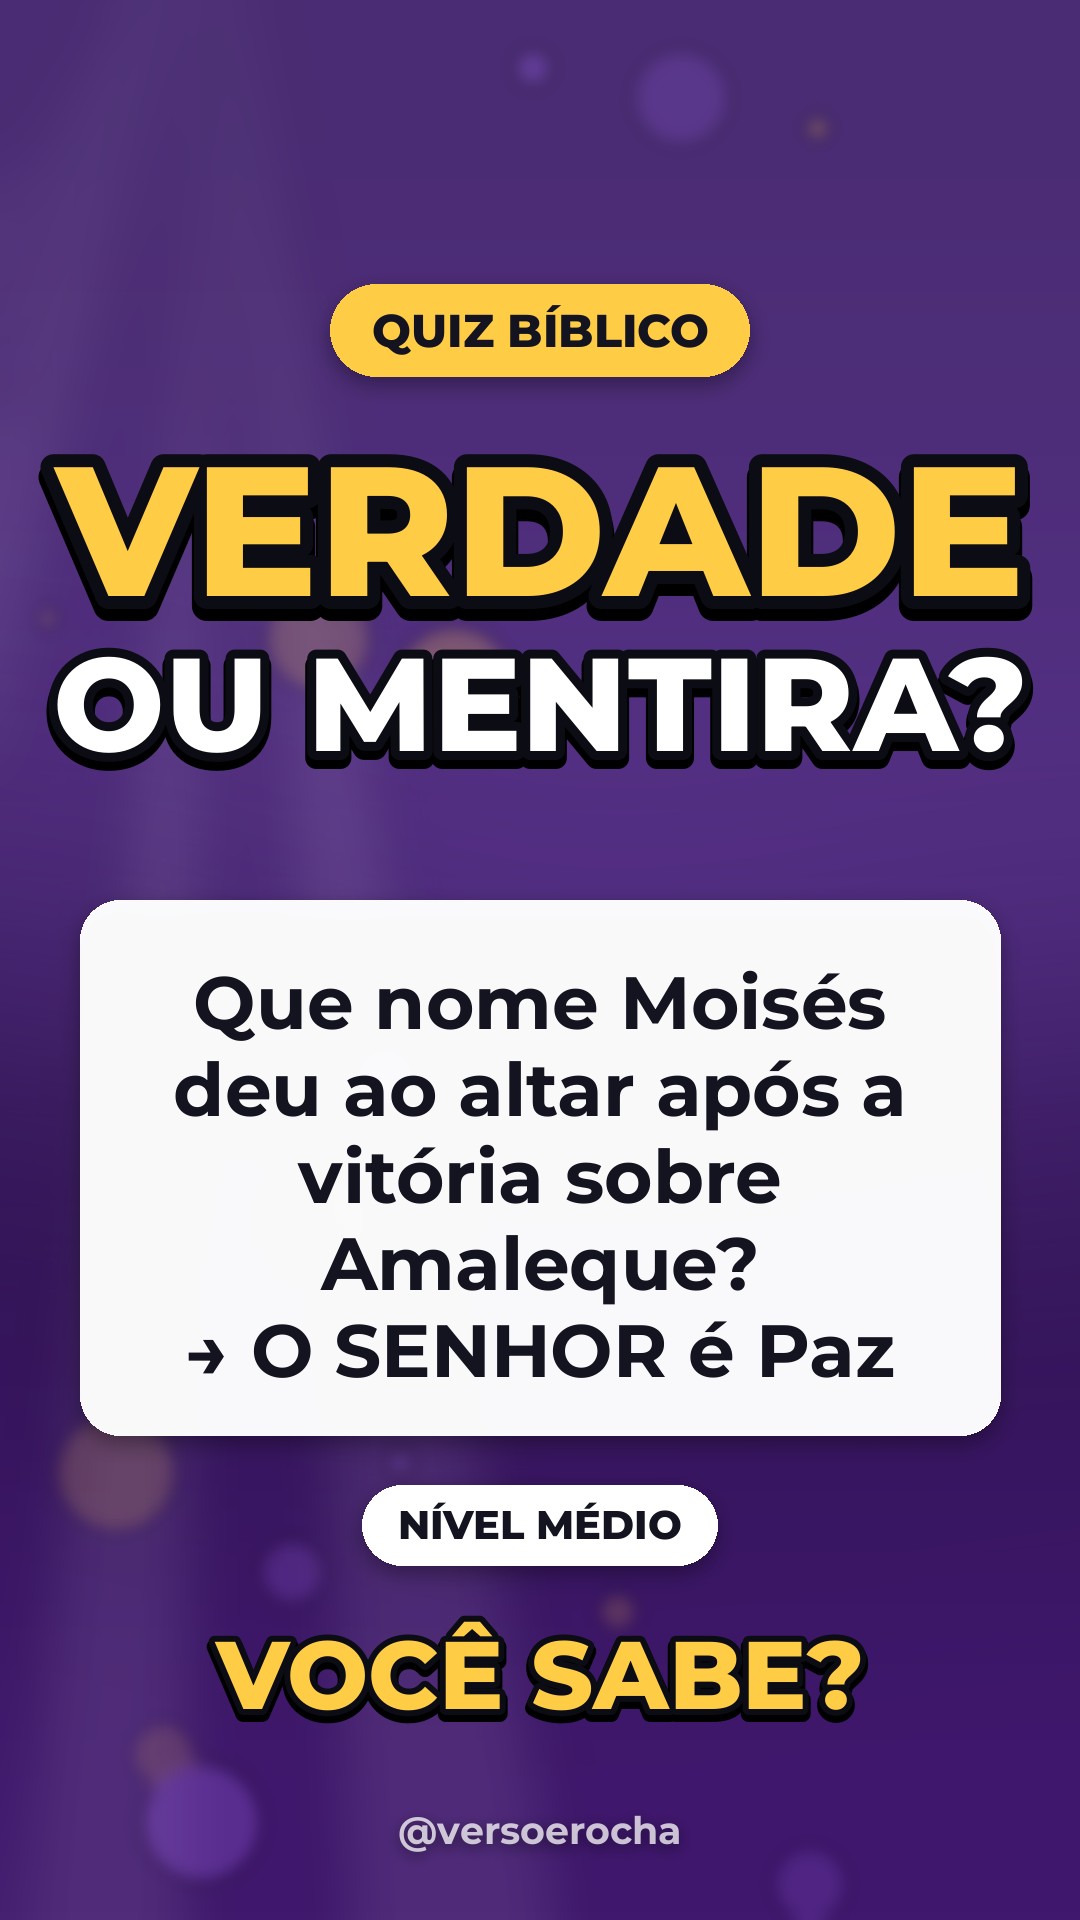 QUIZ BÍBLICO
VERDADE
OU MENTIRA?
Que nome Moisés
deu ao altar após a
vitória sobre
Amaleque?
→ O SENHOR é Paz
NÍVEL MÉDIO
VOCÊ SABE?
@versoerocha